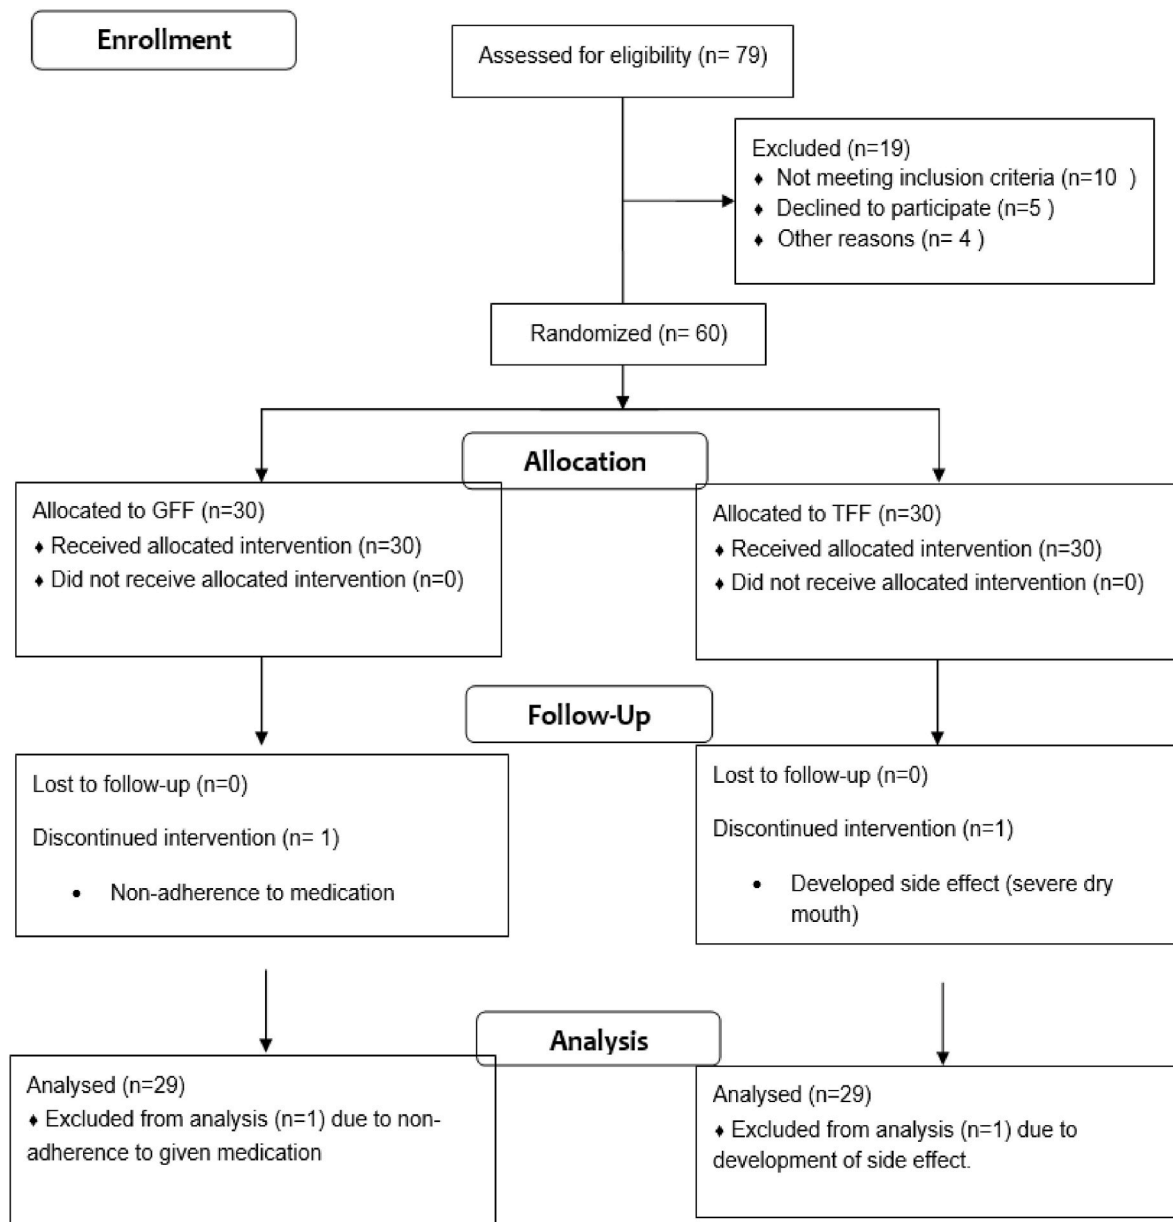 Enrollment
Assessed for eligibility (n= 79)
Excluded (n=19)
♦ Not meeting inclusion criteria (n=10 )
♦ Declined to participate (n=5 )
♦ Other reasons (n= 4 )
Randomized (n= 60)
Allocation
Allocated to GFF (n=30)
♦ Received allocated intervention (n=30)
♦ Did not receive allocated intervention (n=0)
Allocated to TFF (n=30)
♦ Received allocated intervention (n=30)
♦ Did not receive allocated intervention (n=0)
Follow-Up
Lost to follow-up (n=0)
Discontinued intervention (n= 1)
• Non-adherence to medication
Lost to follow-up (n=0)
Discontinued intervention (n=1)
• Developed side effect (severe dry
mouth)
Analysis
Analysed (n=29)
♦ Excluded from analysis (n=1) due to non-
adherence to given medication
Analysed (n=29)
♦ Excluded from analysis (n=1) due to
development of side effect.